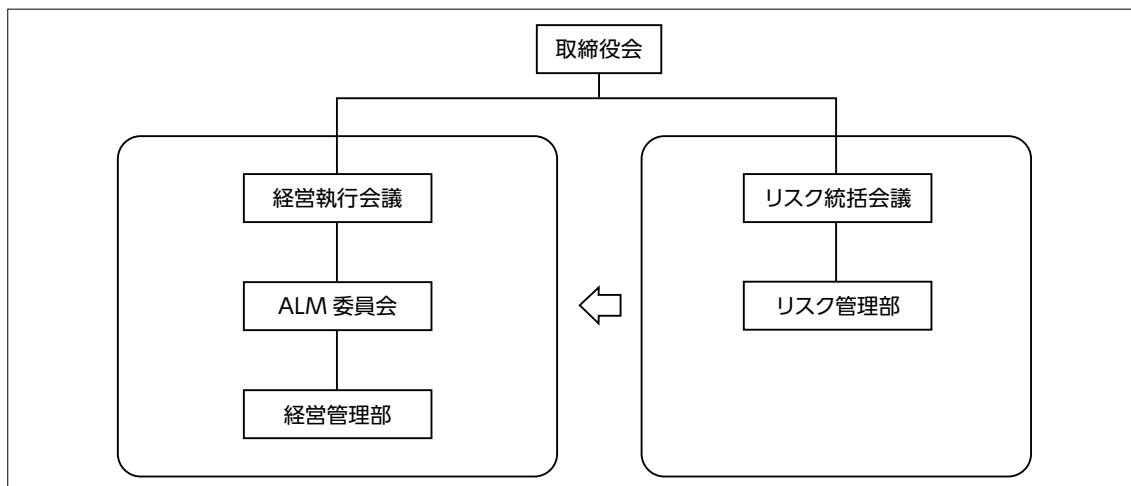 取締役会
経営執行会議
ALM 委員会
経営管理部
リスク統括会議
リスク管理部